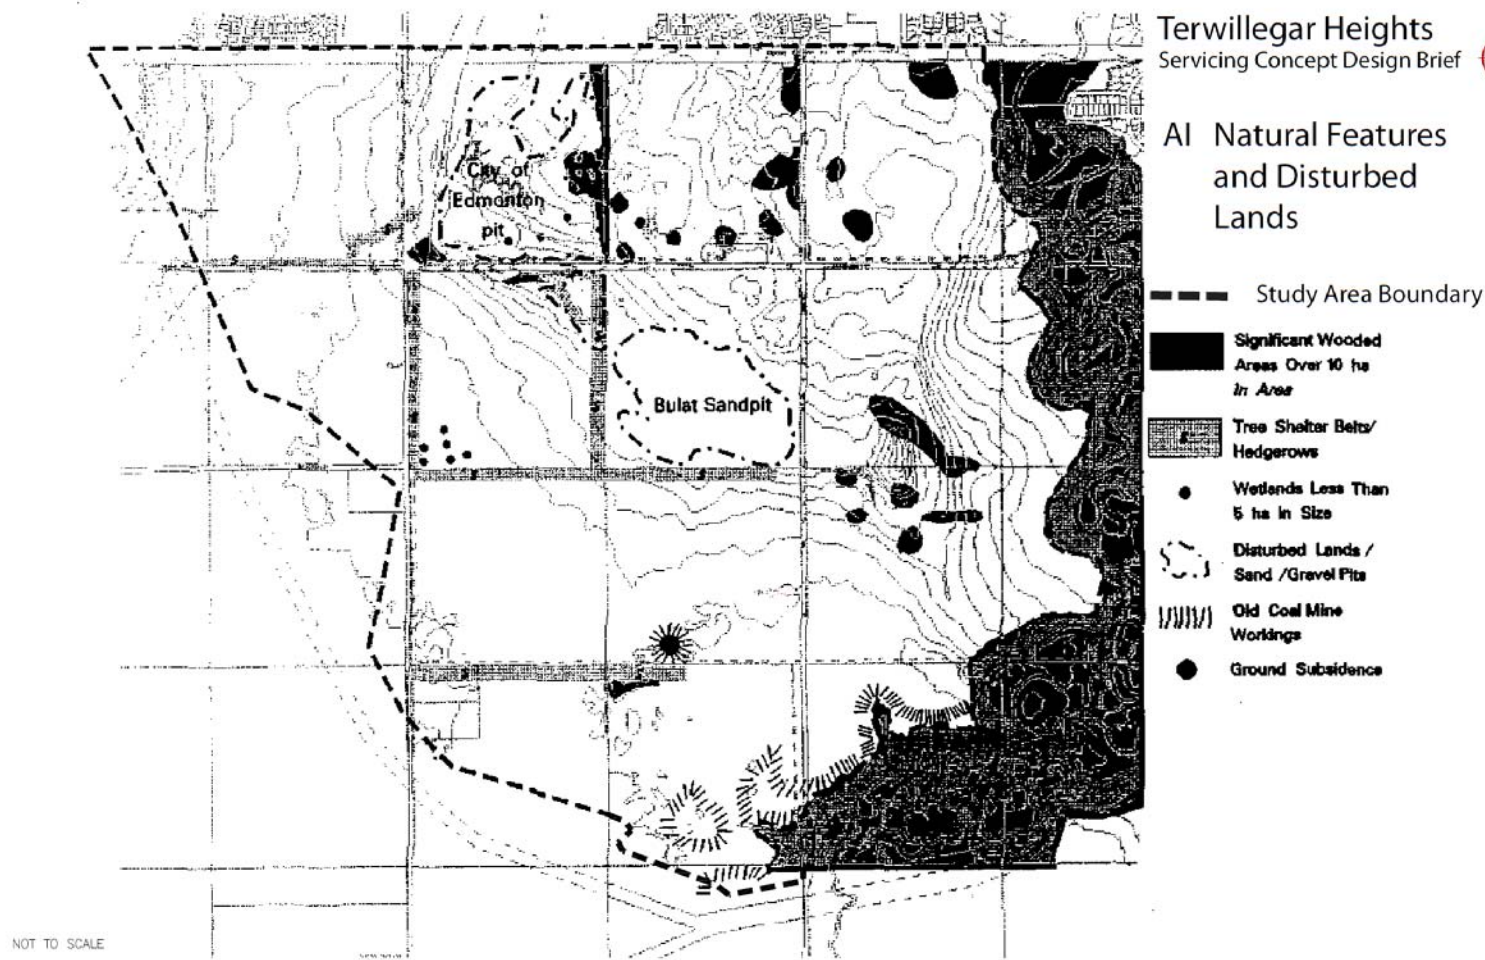 Terwillegar Heights
Servicing Concept Design Brief
AI Natural Features
and Disturbed
Lands
Study Area Boundary
Significant Wooded
Areas Over 10 ha
In Area
Tree Shelter Belts/
Hedgerows
Wetlands Less Than
5 ha In Size
Disturbed Lands /
Sand /Gravel Pits
Old Coal Mine
Workings
Ground Subsidence
City of
Edmonton
pit
Bulat Sandpit
NOT TO SCALE